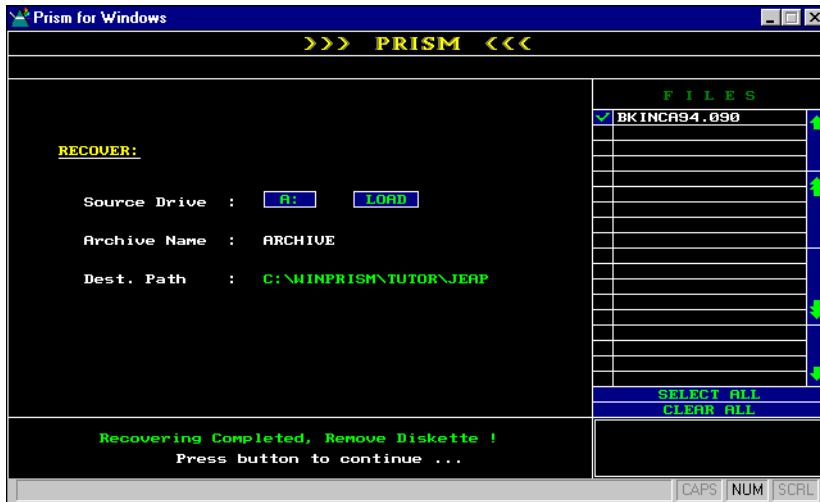 Prism for Windows
>>> PRISM <<<
F I L E S
BKINCA94.090
RECOVER:
Source Drive : A: LOAD
Archive Name : ARCHIVE
Dest. Path : C:\WINPRISM\TUTOR\JEAP
SELECT ALL
CLEAR ALL
Recovering Completed, Remove Diskette !
Press button to continue ...
CAPS NUM SCRL